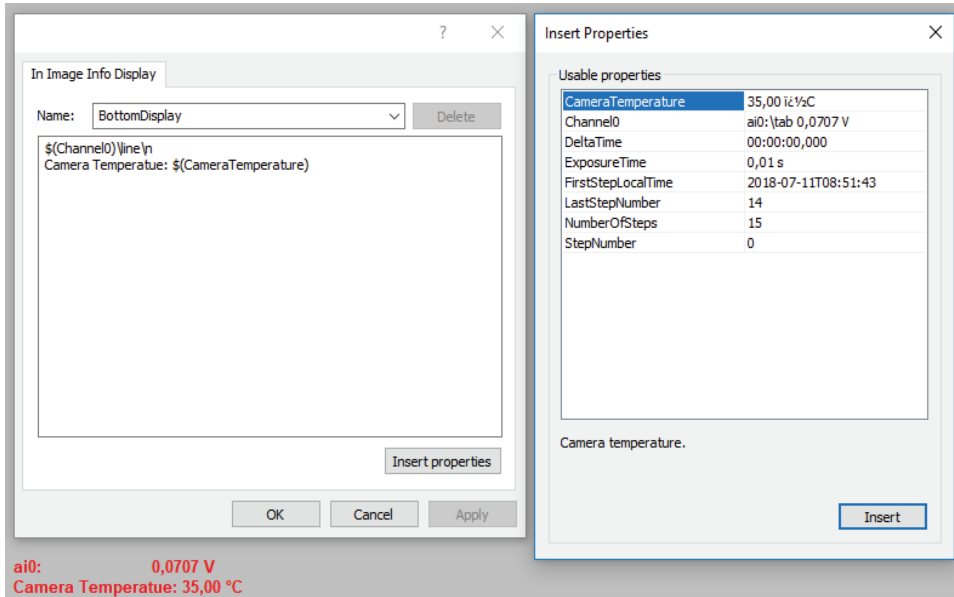 ?
In Image Info Display
Name: BottomDisplay Delete
$(Channel0)\line\n
Camera Temperatue: $(CameraTemperature)
Insert properties
OK Cancel Apply
Insert Properties
Usable properties
CameraTemperature 35,00 ï¿½C
Channel0 ai0:\tab 0,0707 V
DeltaTime 00:00:00,000
ExposureTime 0,01 s
FirstStepLocalTime 2018-07-11T08:51:43
LastStepNumber 14
NumberOfSteps 15
StepNumber 0
Camera temperature.
Insert
ai0: 0,0707 V
Camera Temperatue: 35,00 °C